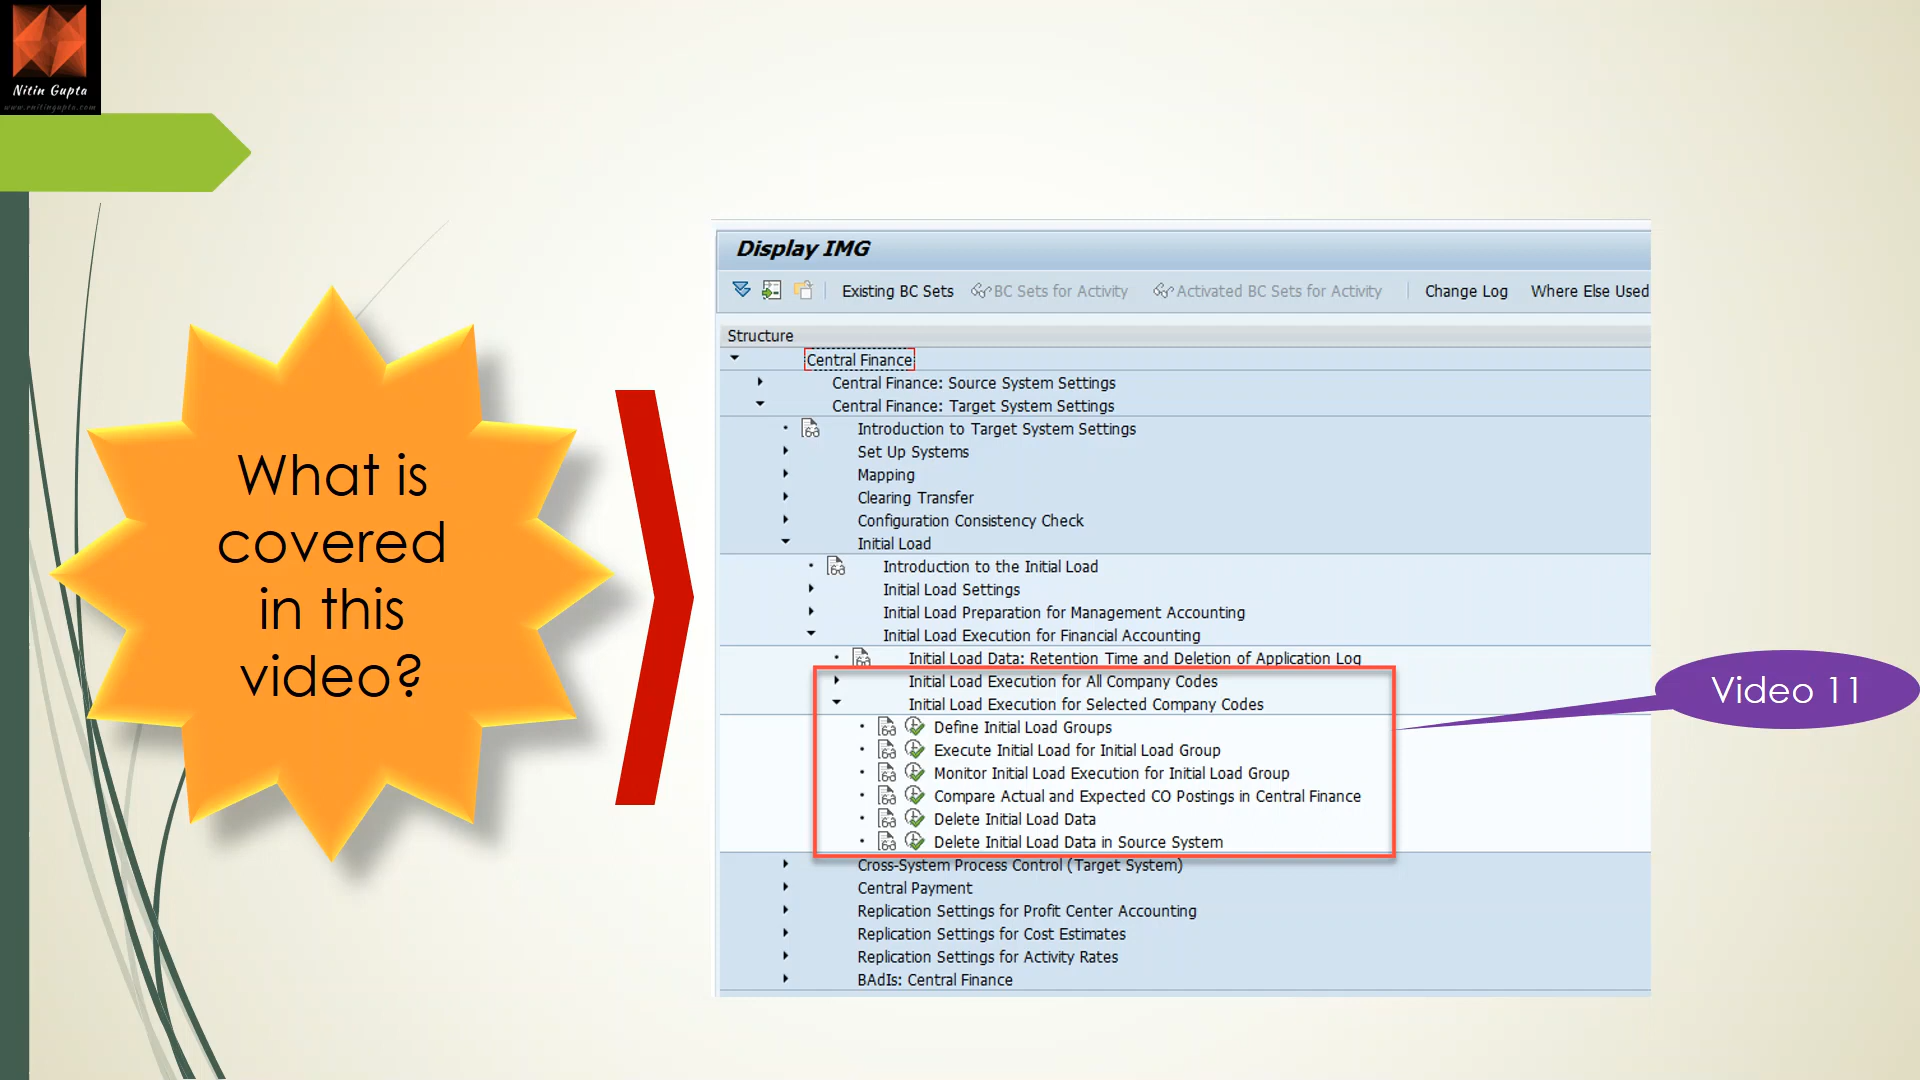 Nitin Gupta
www.enitingupta.com
What is
covered
in this
video?
Display IMG
Existing BC Sets BC Sets for Activity Activated BC Sets for Activity Change Log Where Else Used
Structure
Central Finance
Central Finance: Source System Settings
Central Finance: Target System Settings
Introduction to Target System Settings
Set Up Systems
Mapping
Clearing Transfer
Configuration Consistency Check
Initial Load
Introduction to the Initial Load
Initial Load Settings
Initial Load Preparation for Management Accounting
Initial Load Execution for Financial Accounting
Initial Load Data: Retention Time and Deletion of Application Log
Initial Load Execution for All Company Codes
Initial Load Execution for Selected Company Codes
Define Initial Load Groups
Execute Initial Load for Initial Load Group
Monitor Initial Load Execution for Initial Load Group
Compare Actual and Expected CO Postings in Central Finance
Delete Initial Load Data
Delete Initial Load Data in Source System
Cross-System Process Control (Target System)
Central Payment
Replication Settings for Profit Center Accounting
Replication Settings for Cost Estimates
Replication Settings for Activity Rates
BAdIs: Central Finance
Video 11